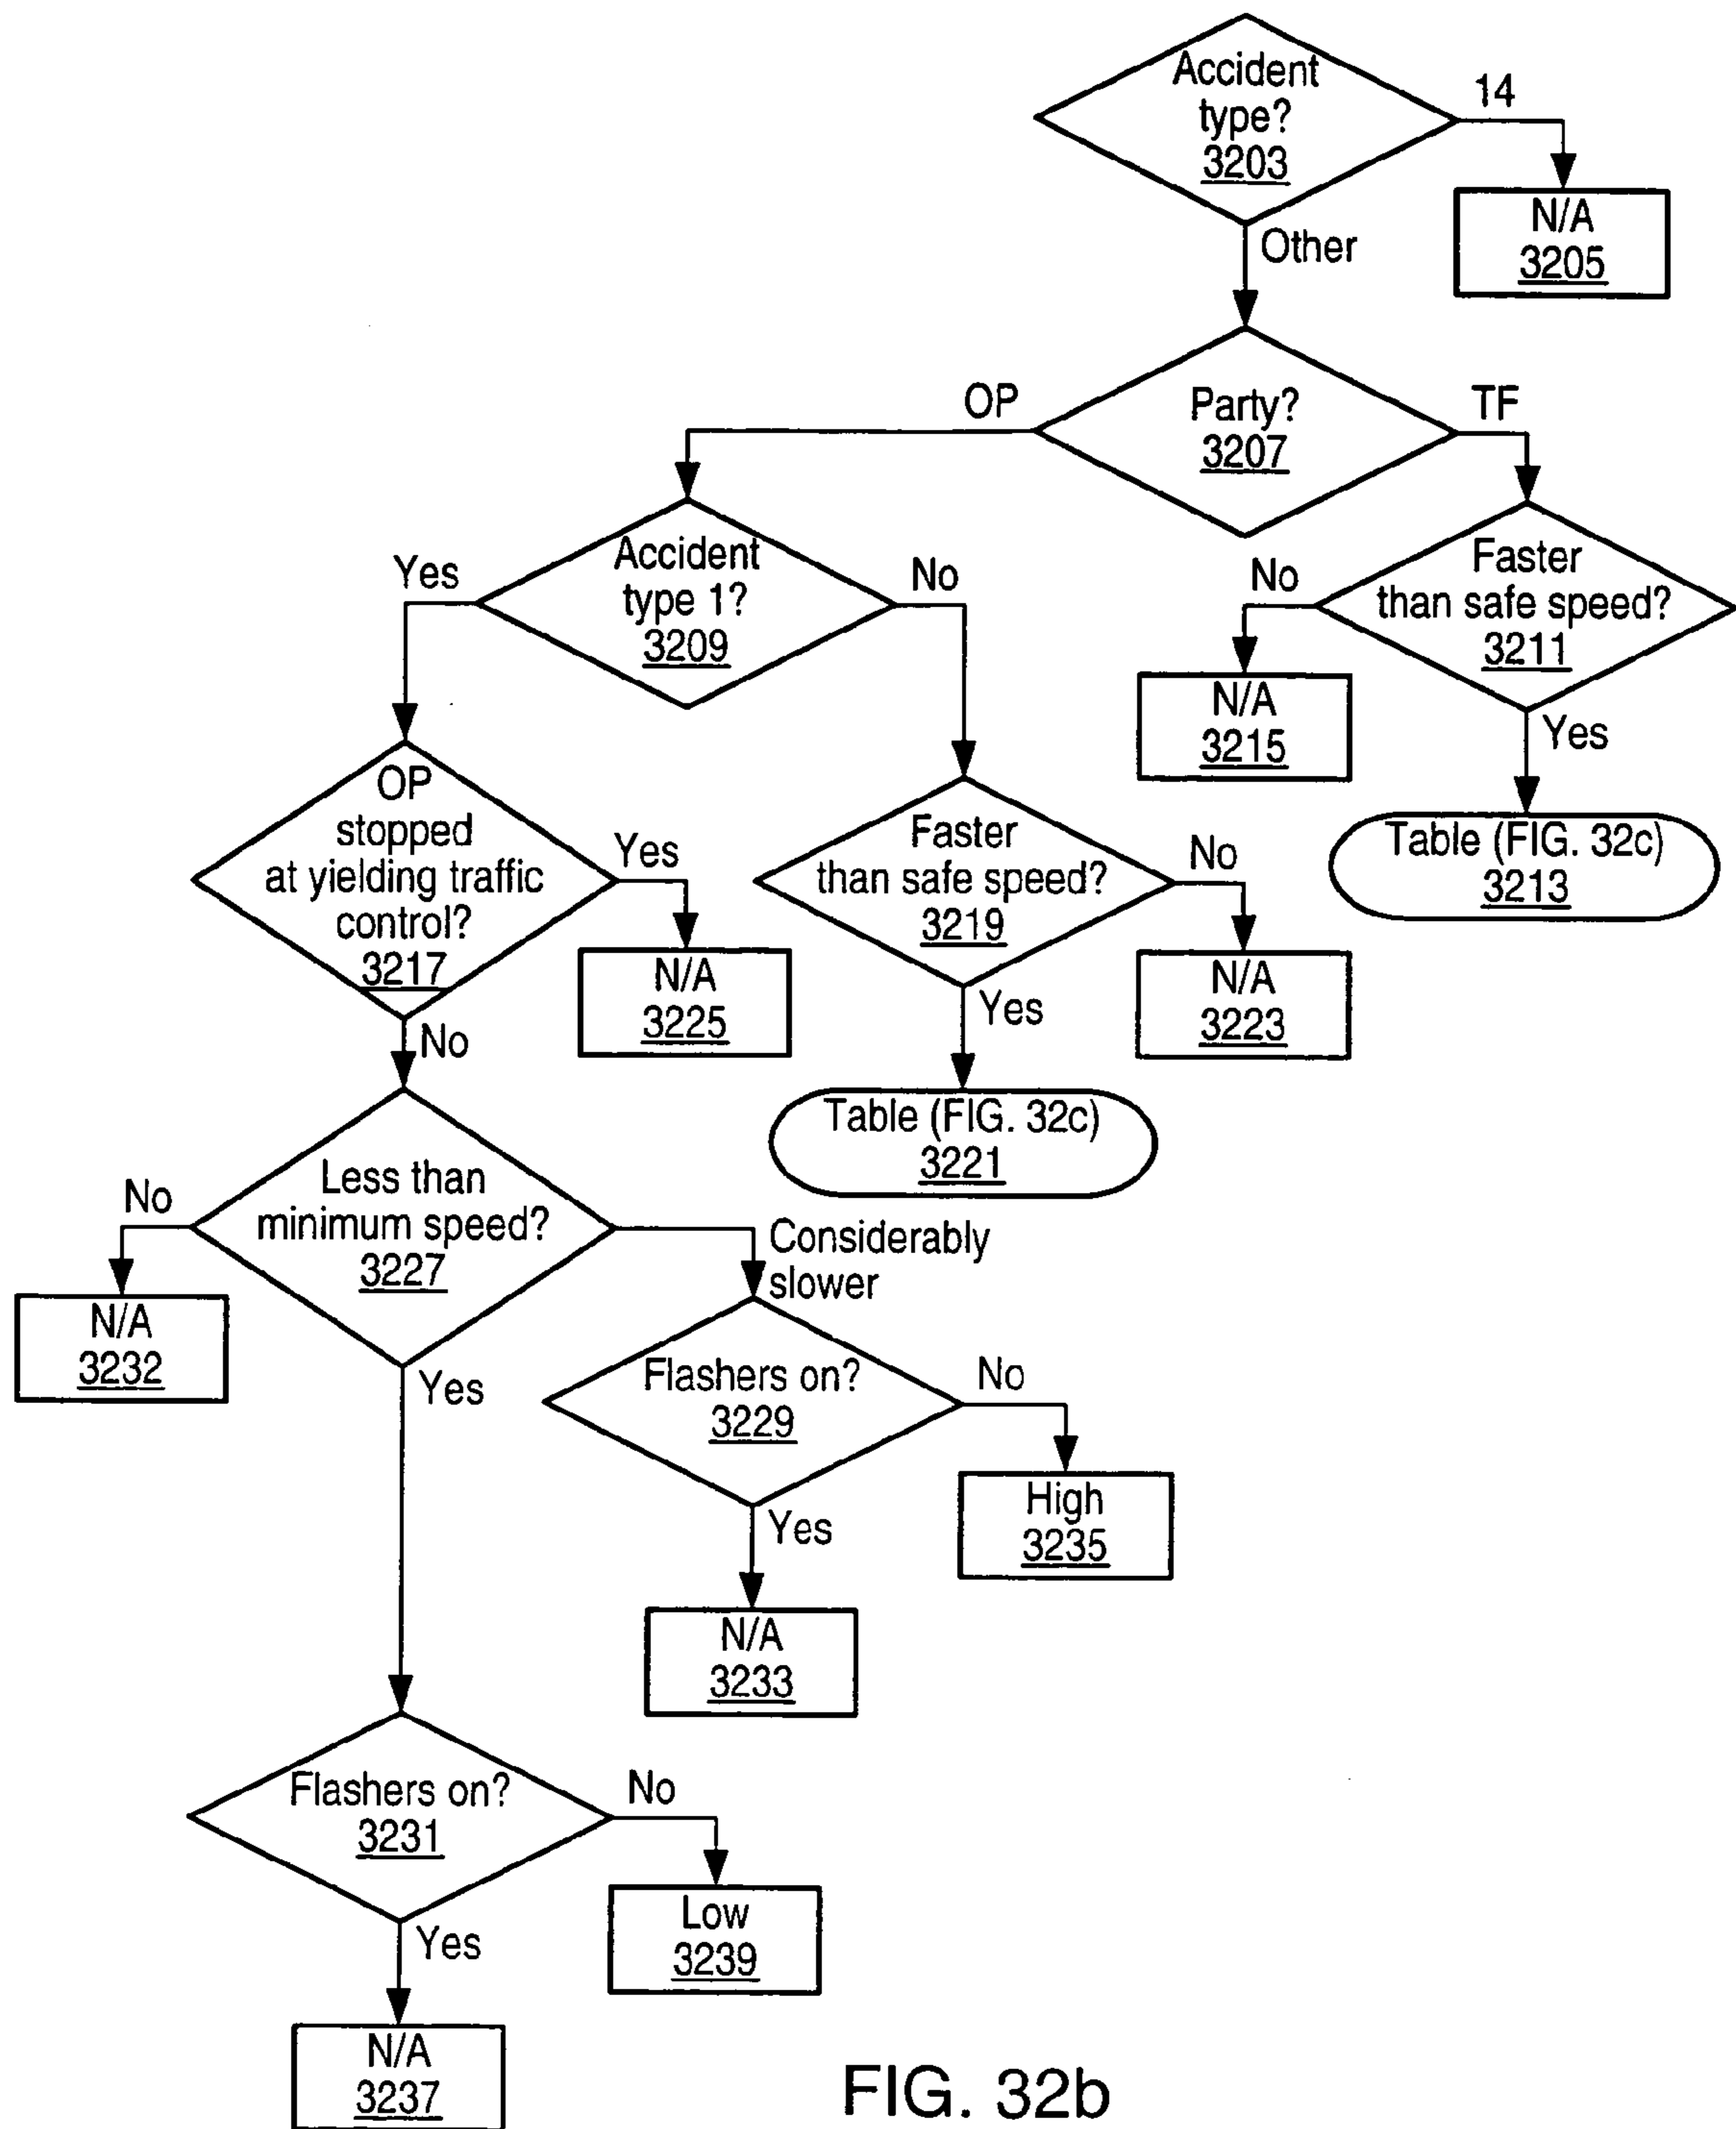 Accident
type?
3203
14
N/A
3205
Other
Party?
3207
OP
TF
Accident
type 1?
3209
Yes
No
Faster
than safe speed?
3211
No
N/A
3215
Yes
Table (FIG. 32c)
3213
OP
stopped
at yielding traffic
control?
3217
Yes
N/A
3225
No
Faster
than safe speed?
3219
No
N/A
3223
Yes
Table (FIG. 32c)
3221
Less than
minimum speed?
3227
No
N/A
3232
Considerably
slower
Yes
Flashers on?
3229
No
High
3235
Yes
N/A
3233
Flashers on?
3231
No
Low
3239
Yes
N/A
3237
FIG. 32b